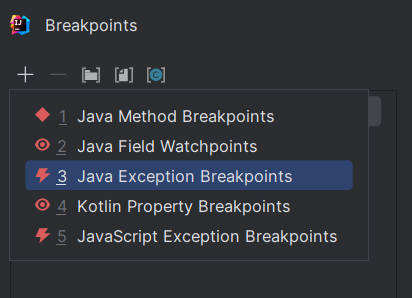 Breakpoints
1 Java Method Breakpoints
2 Java Field Watchpoints
3 Java Exception Breakpoints
4 Kotlin Property Breakpoints
5 JavaScript Exception Breakpoints